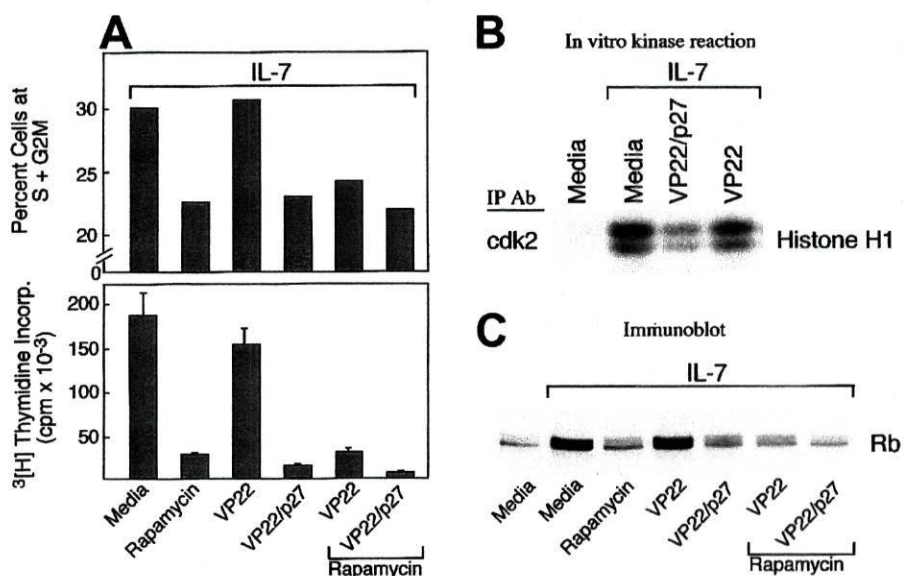 A
IL-7
Percent Cells at
S + G2M
30
25
20
0
³[H] Thymidine Incorp.
(cpm x 10⁻³)
200
150
100
50
Media
Rapamycin
VP22
VP22/p27
VP22
VP22/p27
Rapamycin
B
In vitro kinase reaction
IL-7
Media
Media
VP22/p27
VP22
IP Ab
cdk2
Histone H1
C
Immunoblot
IL-7
Rb
Media
Media
Rapamycin
VP22
VP22/p27
VP22
VP22/p27
Rapamycin